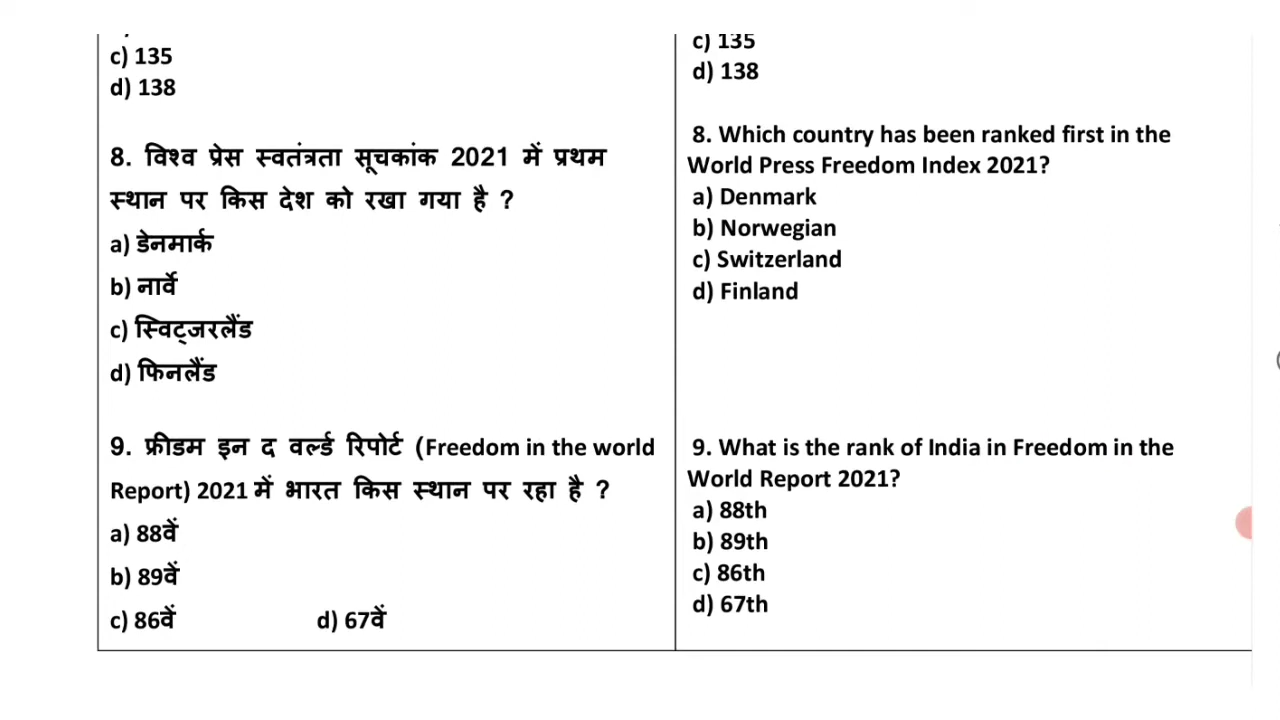 c) 135
d) 138
8. विश्व प्रेस स्वतंत्रता सूचकांक 2021 में प्रथम
स्थान पर किस देश को रखा गया है ?
a) डेनमार्क
b) नार्वे
c) स्विट्जरलैंड
d) फिनलैंड
9. फ्रीडम इन द वर्ल्ड रिपोर्ट (Freedom in the world
Report) 2021 में भारत किस स्थान पर रहा है ?
a) 88वें
b) 89वें
c) 86वें d) 67वें
c) 135
d) 138
8. Which country has been ranked first in the
World Press Freedom Index 2021?
a) Denmark
b) Norwegian
c) Switzerland
d) Finland
9. What is the rank of India in Freedom in the
World Report 2021?
a) 88th
b) 89th
c) 86th
d) 67th